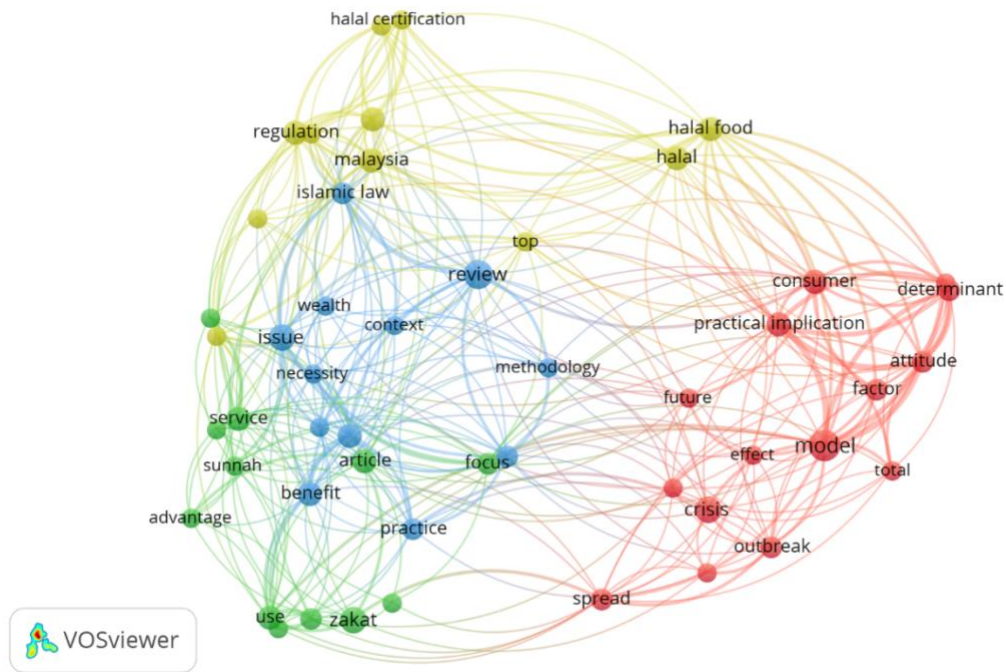 halal certification
regulation
halal food
malaysia
halal
islamic law
top
review
consumer
determinant
wealth
context
practical implication
issue
methodology
attitude
necessity
factor
future
service
model
article
focus
effect
sunnah
total
benefit
crisis
advantage
practice
outbreak
spread
use
zakat
VOSviewer